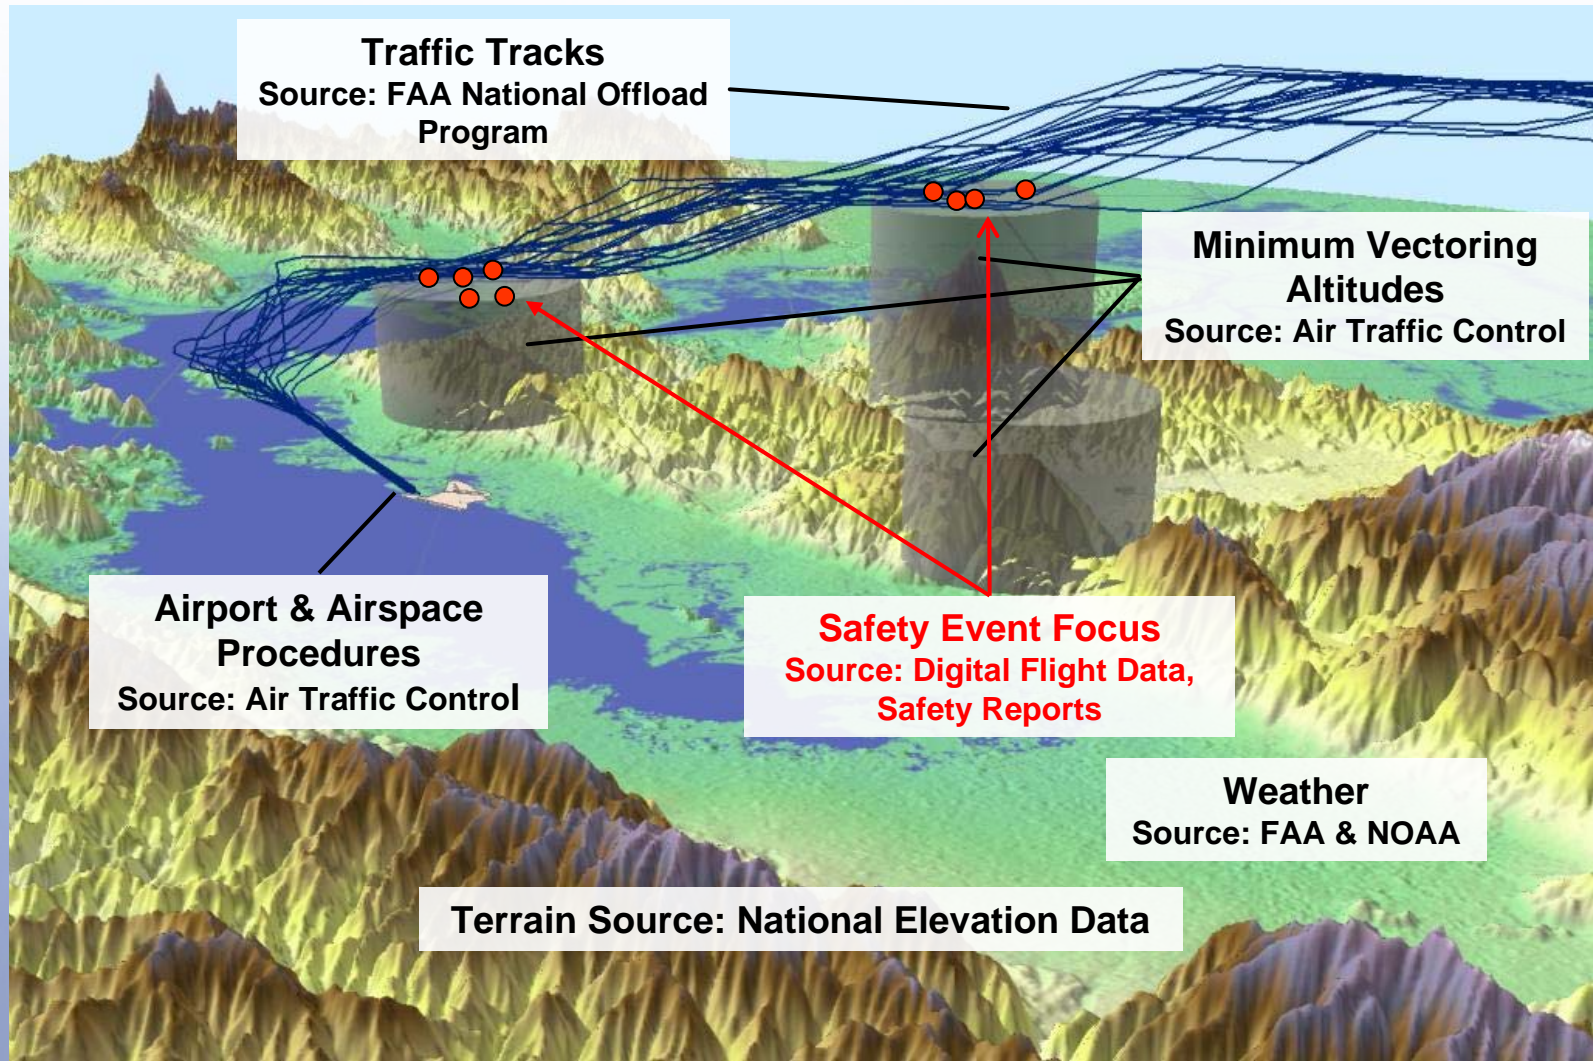 Traffic Tracks
Source: FAA National Offload
Program
Minimum Vectoring
Altitudes
Source: Air Traffic Control
Airport & Airspace
Procedures
Source: Air Traffic Control
Safety Event Focus
Source: Digital Flight Data,
Safety Reports
Weather
Source: FAA & NOAA
Terrain Source: National Elevation Data